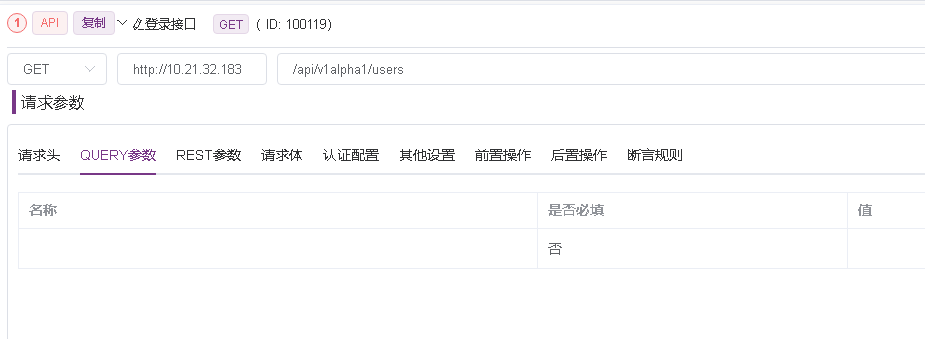 1 API 复制 登录接口 GET ( ID: 100119)
GET http://10.21.32.183 /api/v1alpha1/users
请求参数
请求头 QUERY参数 REST参数 请求体 认证配置 其他设置 前置操作 后置操作 断言规则
名称 是否必填 值
否